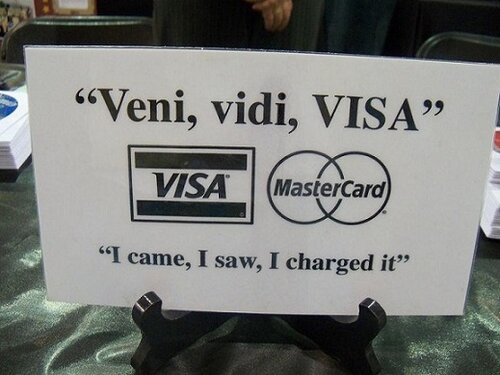 “Veni, vidi, VISA”
VISA MasterCard
“I came, I saw, I charged it”